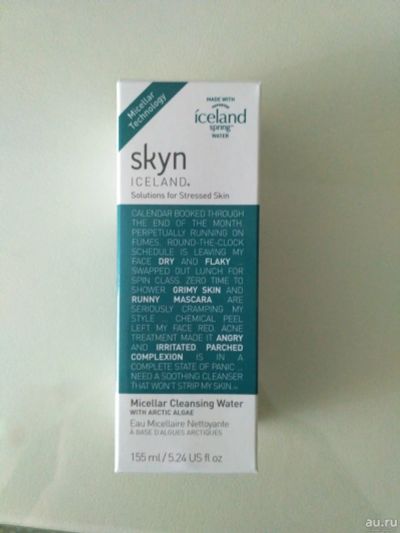 Micellar
Technology
MADE WITH
iceland
spring™
WATER
skyn
ICELAND®
Solutions for Stressed Skin
CALENDAR BOOKED THROUGH
THE END OF THE MONTH.
PERPETUALLY RUNNING ON
FUMES. ROUND-THE-CLOCK
SCHEDULE IS LEAVING MY
FACE DRY AND FLAKY ...
SWAPPED OUT LUNCH FOR
SPIN CLASS. ZERO TIME TO
SHOWER. GRIMY SKIN AND
RUNNY MASCARA ARE
SERIOUSLY CRAMPING MY
STYLE ... CHEMICAL PEEL
LEFT MY FACE RED. ACNE
TREATMENT MADE IT ANGRY
AND IRRITATED. PARCHED
COMPLEXION IS IN A
COMPLETE STATE OF PANIC ...
NEED A SOOTHING CLEANSER
THAT WON'T STRIP MY SKIN.
Micellar Cleansing Water
WITH ARCTIC ALGAE
Eau Micellaire Nettoyante
À BASE D'ALGUES ARCTIQUES
155 ml / 5.24 US fl oz
au.ru